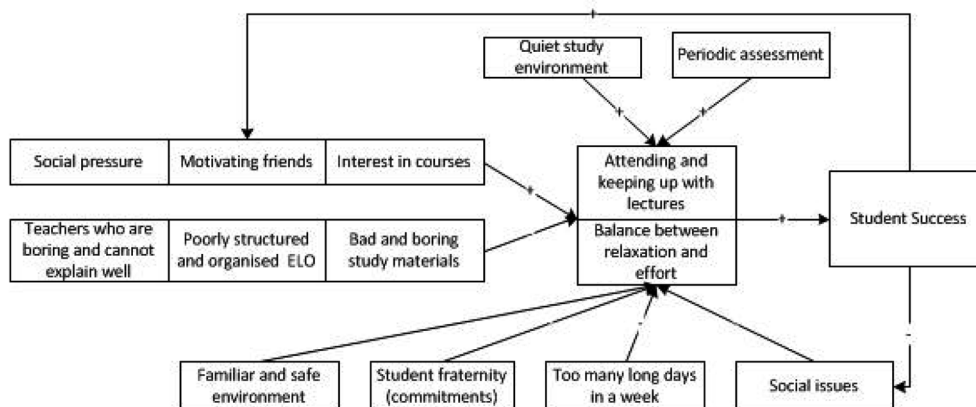 +
Quiet study
environment
Periodic assessment
+
+
Social pressure
Motivating friends
Interest in courses
+
Attending and
keeping up with
lectures
+
Student Success
Teachers who are
boring and cannot
explain well
Poorly structured
and organised ELO
Bad and boring
study materials
-
Balance between
relaxation and
effort
-
-
Familiar and safe
environment
Student fraternity
(commitments)
Too many long days
in a week
Social issues